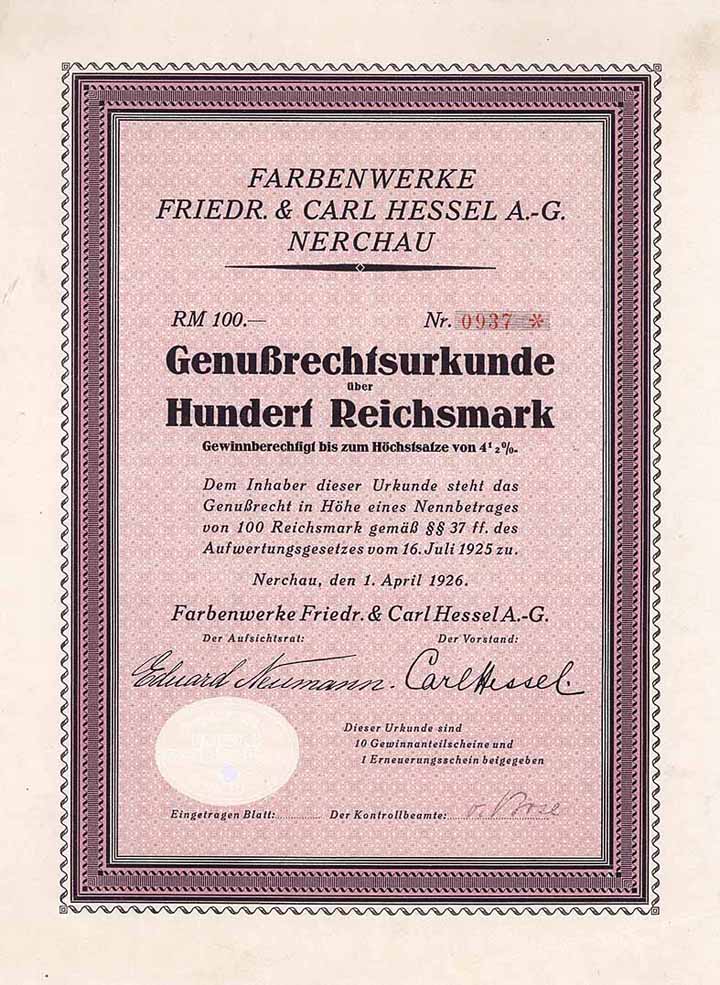 FARBENWERKE
FRIEDR. & CARL HESSEL A.-G.
NERCHAU
RM 100.—
Nr. 0937 *
Genußrechtsurkunde
über
Hundert Reichsmark
Gewinnberechtigt bis zum Höchstsatze von 4¹₂%.
Dem Inhaber dieser Urkunde steht das
Genußrecht in Höhe eines Nennbetrages
von 100 Reichsmark gemäß §§ 37 ff. des
Aufwertungsgesetzes vom 16. Juli 1925 zu.
Nerchau, den 1. April 1926.
Farbenwerke Friedr. & Carl Hessel A.-G.
Der Aufsichtsrat: Der Vorstand:
Eduard Neumann. Carl Hessel.
Dieser Urkunde sind
10 Gewinnanteilscheine und
1 Erneuerungsschein beigegeben
Eingetragen Blatt: Der Kontrollbeamte: v. Bose